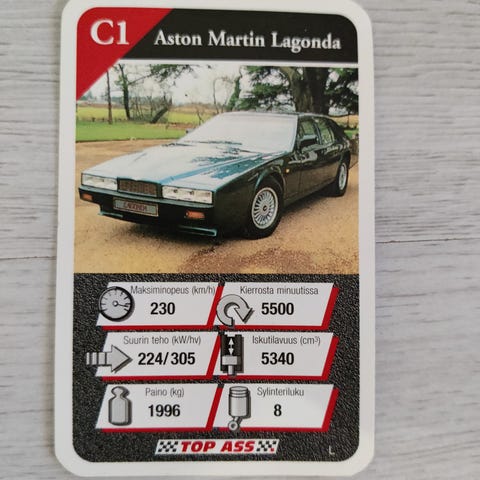 C1 Aston Martin Lagonda
Maksiminopeus (km/h) Kierrosta minuutissa
230 5500
Suurin teho (kW/hv) Iskutilavuus (cm³)
224/305 5340
Paino (kg) Sylinteriluku
1996 8
TOP ASS
L